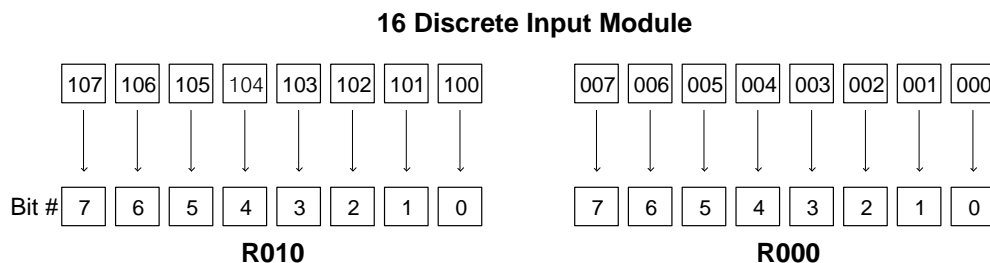 16 Discrete Input Module
107 106 105 104 103 102 101 100 007 006 005 004 003 002 001 000
Bit # 7 6 5 4 3 2 1 0 7 6 5 4 3 2 1 0
R010 R000